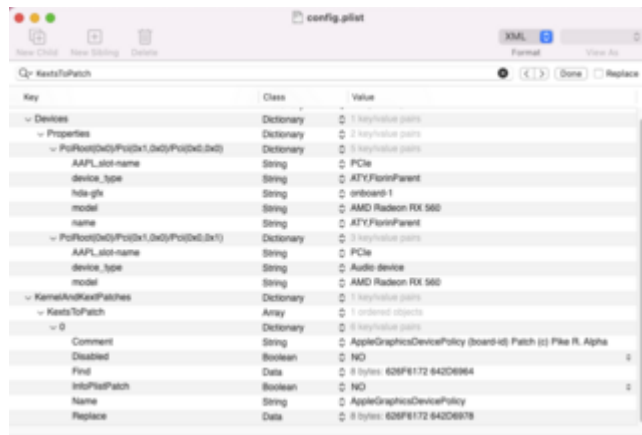 config.plist
New Child New Sibling Delete XML Format View As
KextsToPatch Done Replace
Key Class Value
Devices Dictionary 1 key/value pairs
Properties Dictionary 2 key/value pairs
PciRoot(0x0)/Pci(0x1,0x0)/Pci(0x0,0x0) Dictionary 5 key/value pairs
AAPL,slot-name String PCIe
device_type String ATY,FlorinParent
hda-gfx String onboard-1
model String AMD Radeon RX 560
name String ATY,FlorinParent
PciRoot(0x0)/Pci(0x1,0x0)/Pci(0x0,0x1) Dictionary 3 key/value pairs
AAPL,slot-name String PCIe
device_type String Audio device
model String AMD Radeon RX 560
KernelAndKextPatches Dictionary 1 key/value pairs
KextsToPatch Array 1 ordered objects
0 Dictionary 6 key/value pairs
Comment String AppleGraphicsDevicePolicy (board-id) Patch (c) Pike R. Alpha
Disabled Boolean NO
Find Data 8 bytes: 626F6172 642D6964
InfoPlistPatch Boolean NO
Name String AppleGraphicsDevicePolicy
Replace Data 8 bytes: 626F6172 642D6978